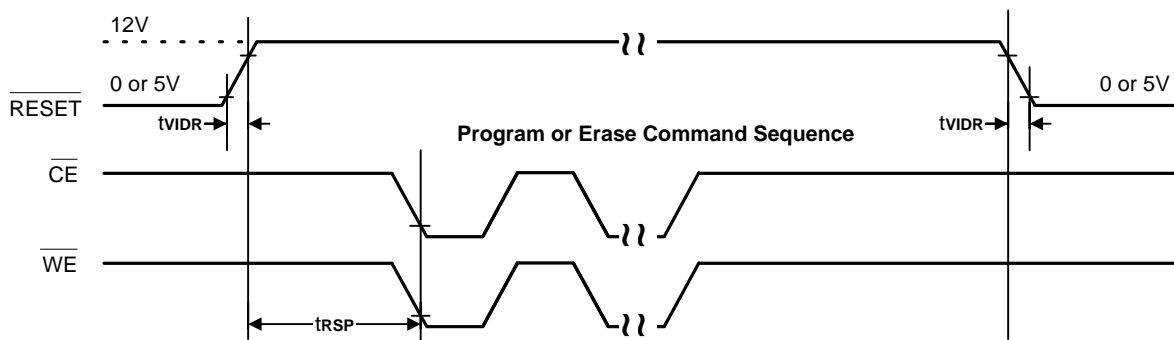 12V
0 or 5V
0 or 5V
RESET
tVIDR
Program or Erase Command Sequence
tVIDR
CE
WE
tRSP